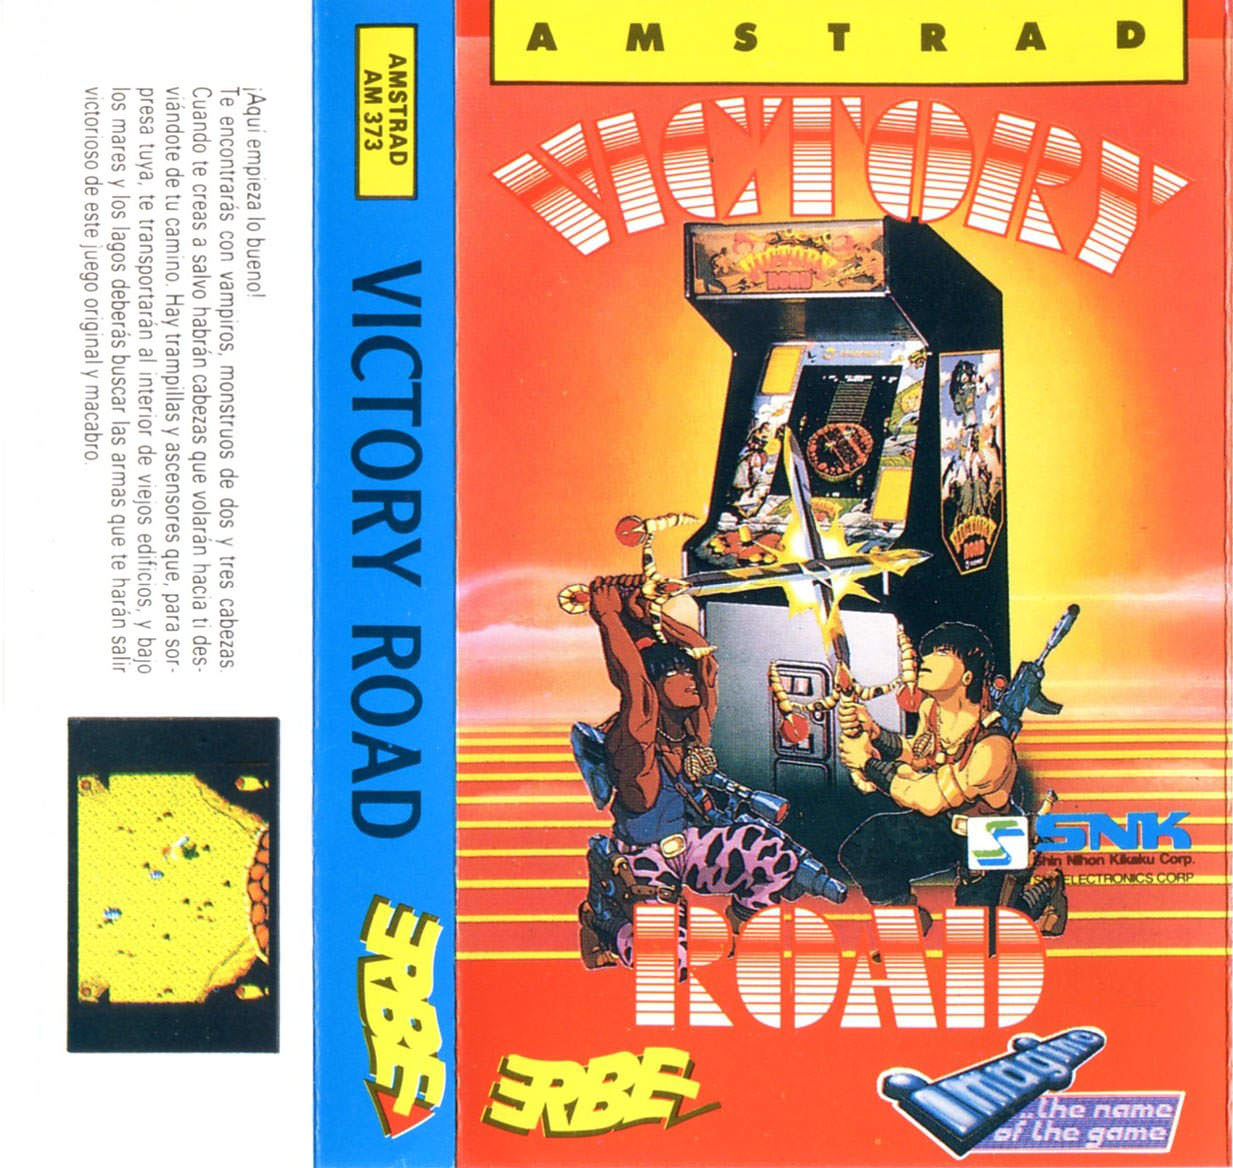 ¡Aquí empieza lo bueno!
Te encontrarás con vampiros, monstruos de dos y tres cabezas.
Cuando te creas a salvo habrán cabezas que volarán hacia ti des-
viándote de tu camino. Hay trampillas y ascensores que, para sor-
presa tuya, te transportarán al interior de viejos edificios, y bajo
los mares y los lagos deberás buscar las armas que te harán salir
victorioso de este juego original y macabro.
AMSTRAD
AM 373
VICTORY ROAD
ERBE
AMSTRAD
VICTORY
ROAD
SNK
Shin Nihon Kikaku Corp.
ELECTRONICS CORP
ROAD
ERBE
Imagine
...the name
of the game